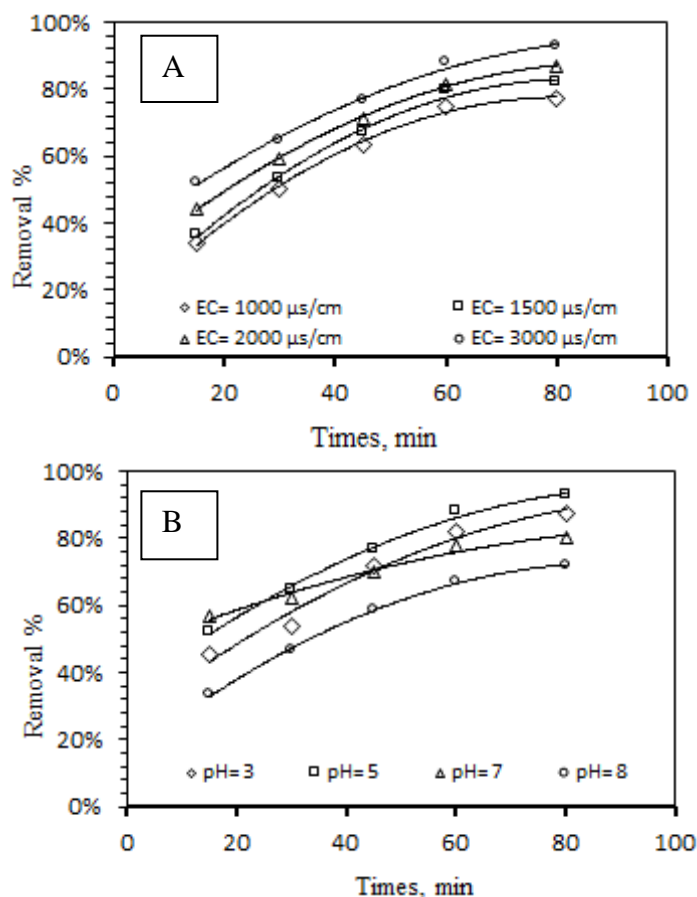 100%
A
80%
60%
40%
20%
0%
Removal %
EC= 1000 µs/cm
EC= 1500 µs/cm
EC= 2000 µs/cm
EC= 3000 µs/cm
0 20 40 60 80 100
Times, min
100%
B
80%
60%
40%
20%
0%
Removal %
pH=3 pH=5 pH=7 pH=8
0 20 40 60 80 100
Times, min